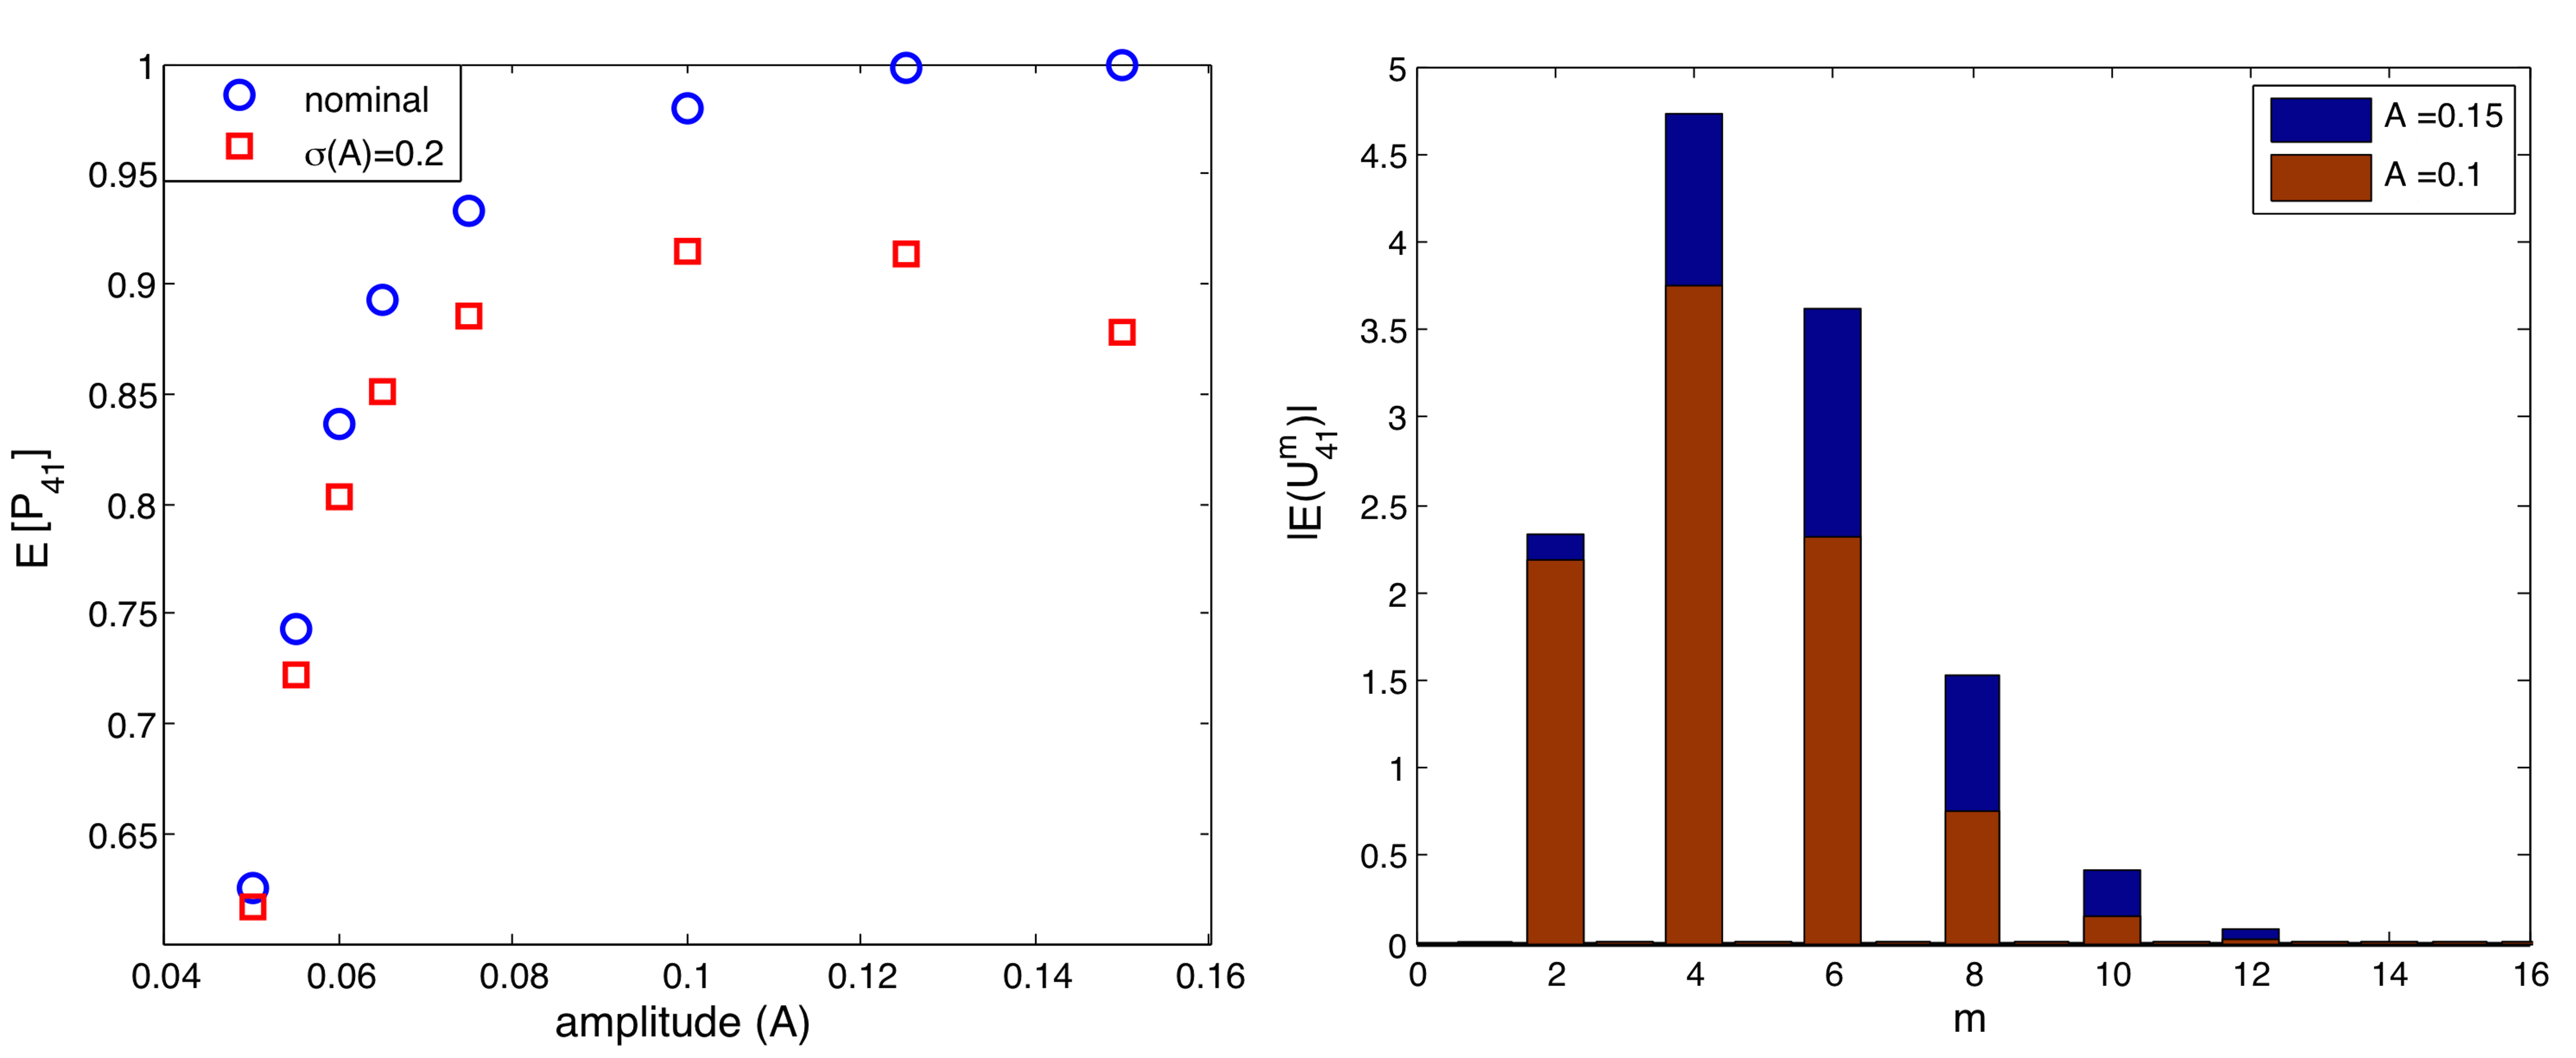 1
0.95
0.9
0.85
0.8
0.75
0.7
0.65
E [P_41]
nominal
σ(A)=0.2
0.04 0.06 0.08 0.1 0.12 0.14 0.16
amplitude (A)
5
4.5
4
3.5
3
2.5
2
1.5
1
0.5
0
|E(U^m_41)|
A =0.15
A =0.1
0 2 4 6 8 10 12 14 16
m